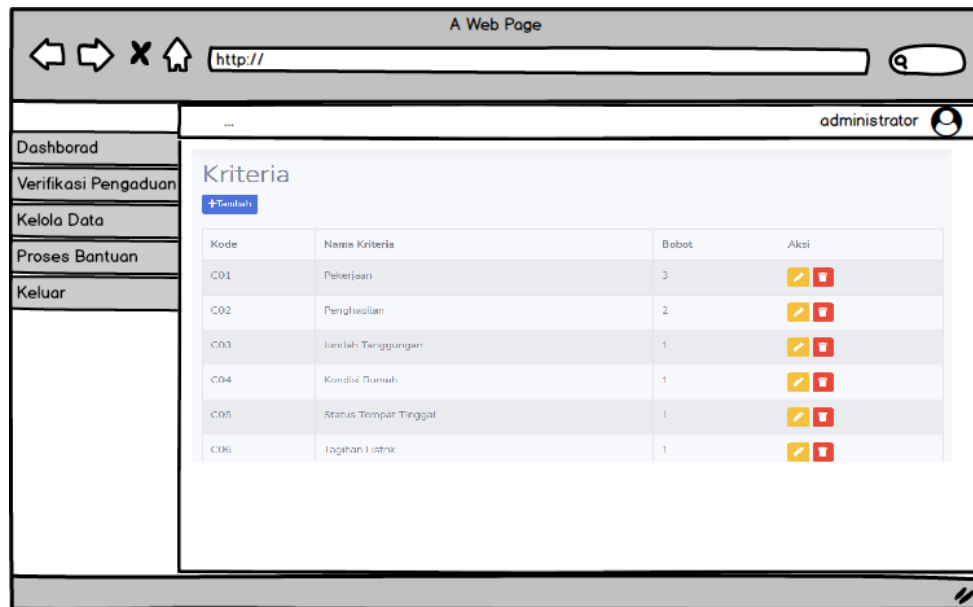 A Web Page
http://
... administrator
Dashborad
Verifikasi Pengaduan
Kelola Data
Proses Bantuan
Keluar
Kriteria
+Tambah
Kode Nama Kriteria Bobot Aksi
C01 Pekerjaan 3
C02 Penghasilan 2
C03 Jumlah Tanggungan 1
C04 Kondisi Rumah 1
C05 Status Tempat Tinggal 1
C06 Tagihan Listrik 1